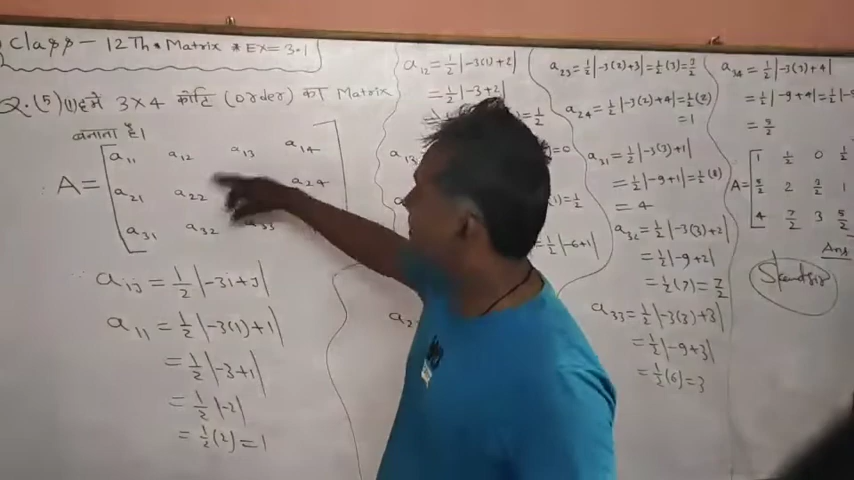 Class - 12Th * Matrix * Ex = 3.1
Q.(5)(i) हमें 3×4 कोटि (order) का Matrix
बनाना है।
A = [ a11 a12 a13 a14
a21 a22 a24
a31 a32 a33
aij = 1/2 |-3i+j|
a11 = 1/2 |-3(1)+1|
= 1/2 |-3+1|
= 1/2 |-2|
= 1/2 (2) = 1
a12 = 1/2 |-3(1)+2|
= 1/2 |-3+2|
a13
a23 = 1/2 |-3(2)+3| = 1/2 (3) = 3/2
a24 = 1/2 |-3(2)+4| = 1/2 (2)
= 1
a31 = 1/2 |-3(3)+1|
= 1/2 |-9+1| = 1/2 (8)
= 4
a32 = 1/2 |-3(3)+2|
= 1/2 |-9+2|
= 1/2 (7) = 7/2
a33 = 1/2 |-3(3)+3|
= 1/2 |-9+3|
= 1/2 (6) = 3
a34 = 1/2 |-3(3)+4|
= 1/2 |-9+4| = 1/2 |-5
= 5/2
A = [ 1 1/2 0 1/2
5/2 2 3/2 1
4 7/2 3 5/2
Ans